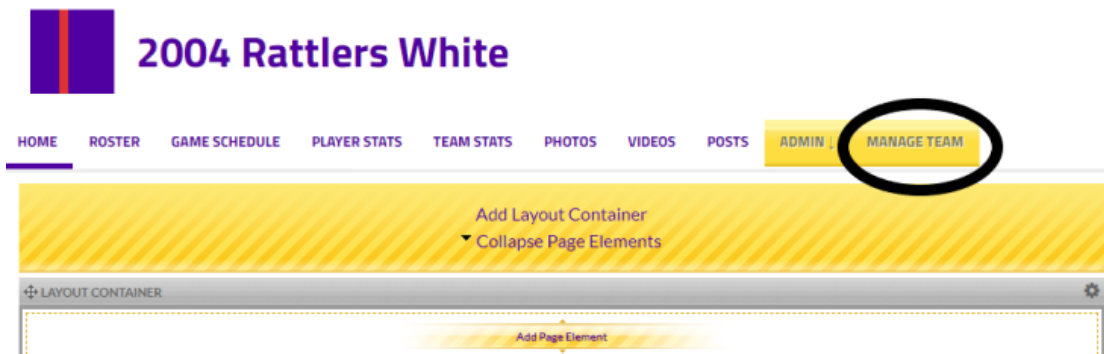 2004 Rattlers White
HOME ROSTER GAME SCHEDULE PLAYER STATS TEAM STATS PHOTOS VIDEOS POSTS ADMIN ↓ MANAGE TEAM
Add Layout Container
Collapse Page Elements
LAYOUT CONTAINER
Add Page Element